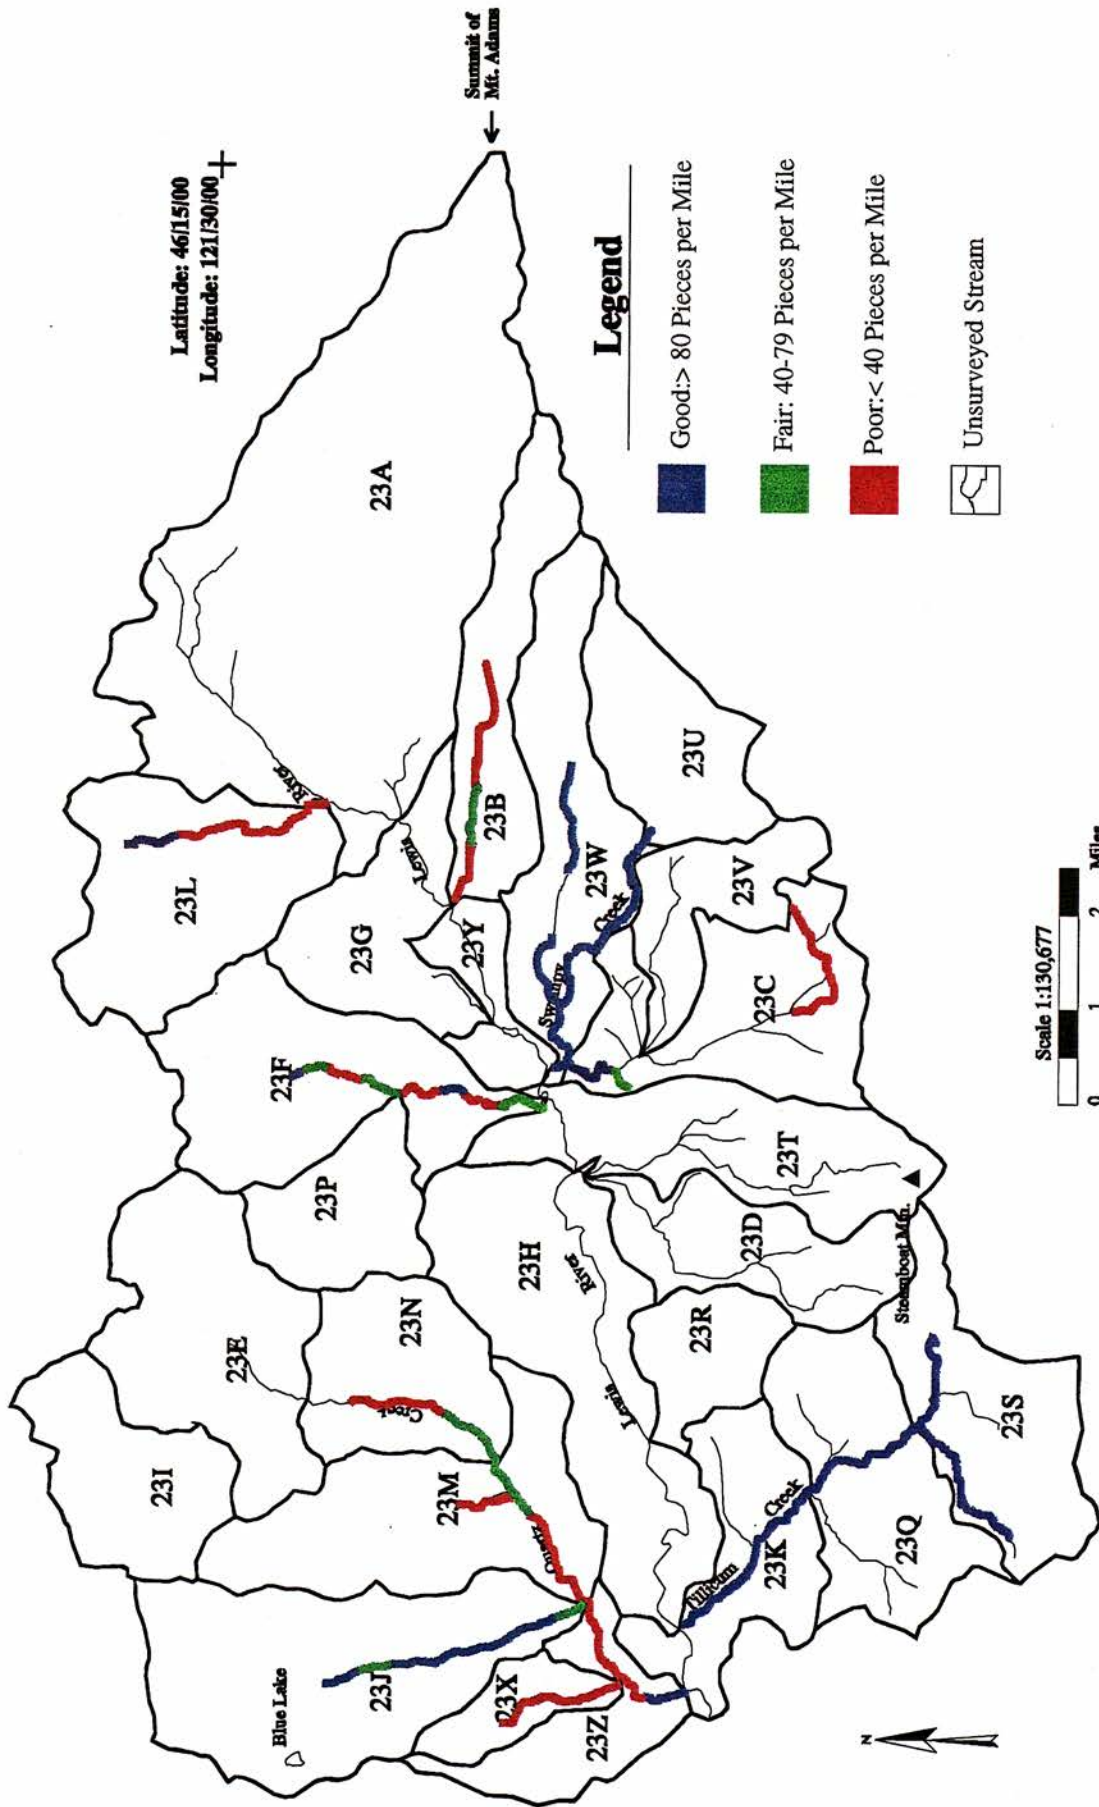 Latitude: 46/15/00
Longitude: 121/30/00
Summit of
Mt. Adams
23A
River
23L
Lewis
23G
23B
23Y
23W
Swampy
Creek
23U
23V
23C
23F
23P
23H
River
Lewis
23T
23D
Steamboat Mtn.
23R
23E
23N
Creek
23I
23M
Quartz
23S
Creek
Tillicum
23K
23Q
Blue Lake
23J
23X
23Z
N
Legend
Good:> 80 Pieces per Mile
Fair: 40-79 Pieces per Mile
Poor:< 40 Pieces per Mile
Unsurveyed Stream
Scale 1:130,677
0 1 2 Miles